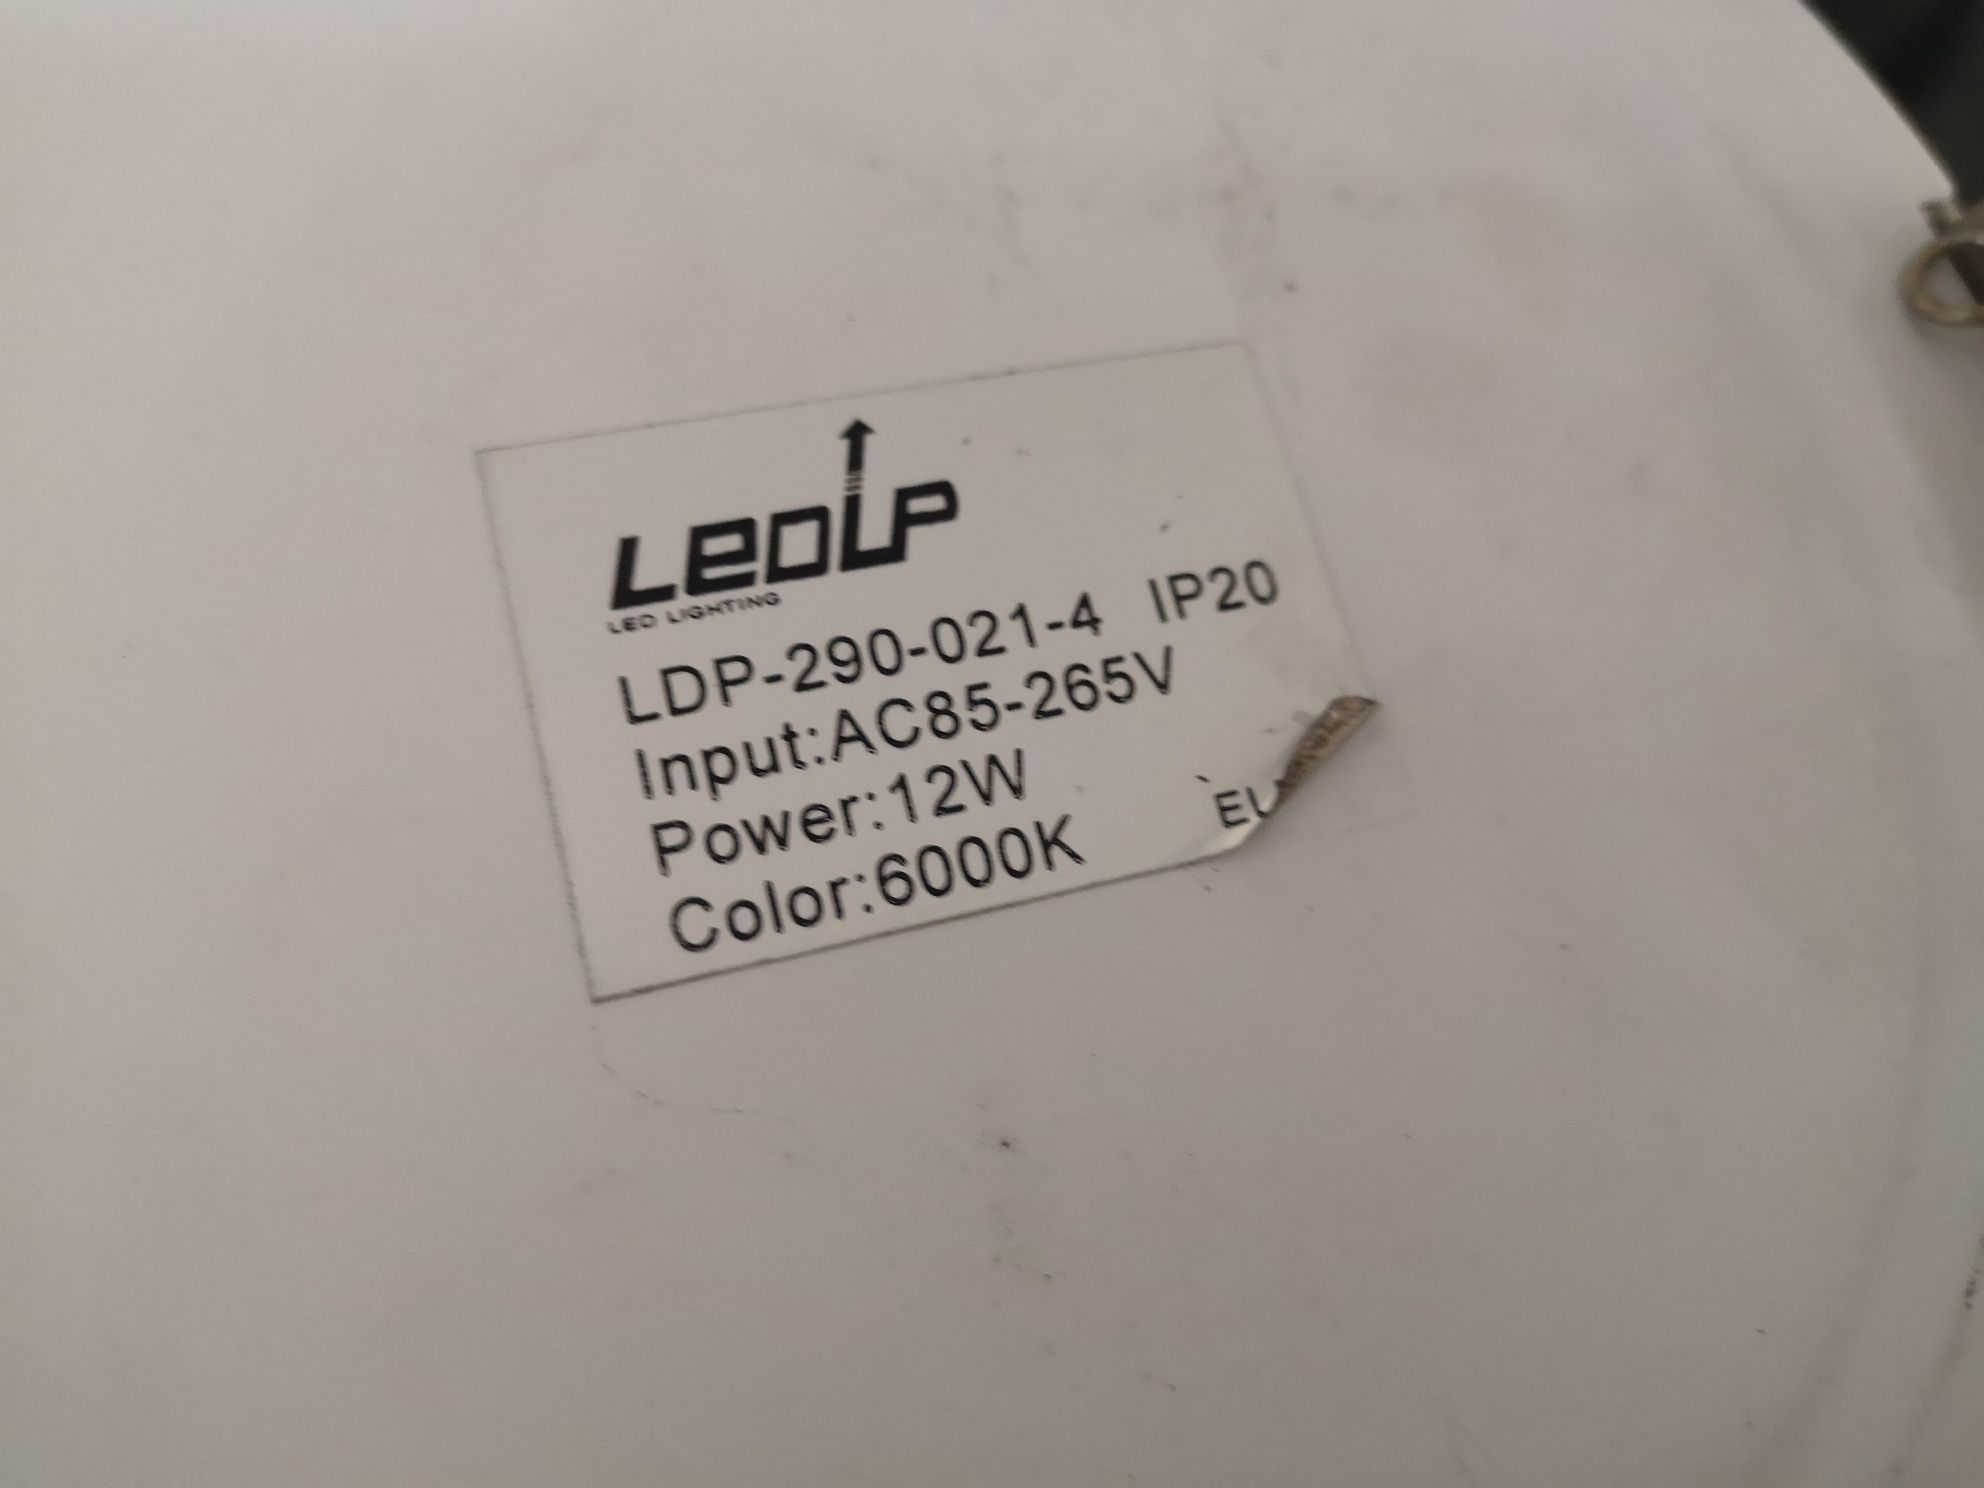 LEDUP
LED LIGHTING
LDP-290-021-4 IP20
Input:AC85-265V
Power:12W
Color:6000K